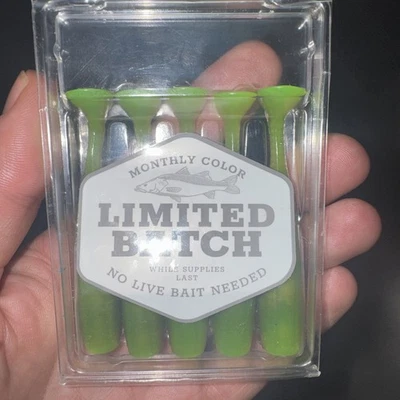 MONTHLY COLOR
LIMITED
BATCH
WHILE SUPPLIES
LAST
NO LIVE BAIT NEEDED